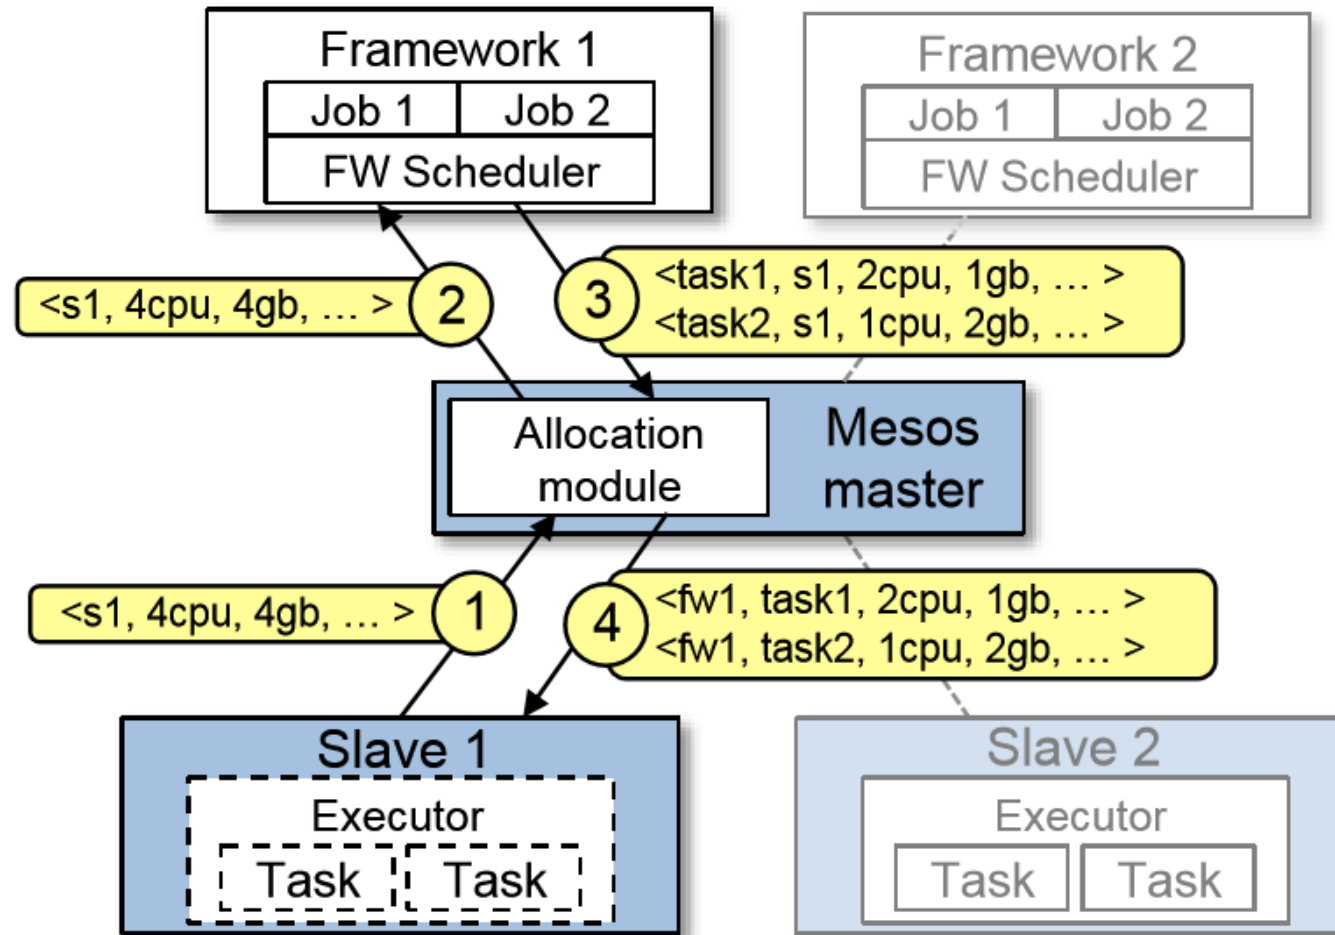 Framework 1
Job 1 Job 2
FW Scheduler
Framework 2
Job 1 Job 2
FW Scheduler
<s1, 4cpu, 4gb, … >
2
3
<task1, s1, 2cpu, 1gb, … >
<task2, s1, 1cpu, 2gb, … >
Allocation
module
Mesos
master
<s1, 4cpu, 4gb, … >
1
4
<fw1, task1, 2cpu, 1gb, … >
<fw1, task2, 1cpu, 2gb, … >
Slave 1
Executor
Task Task
Slave 2
Executor
Task Task